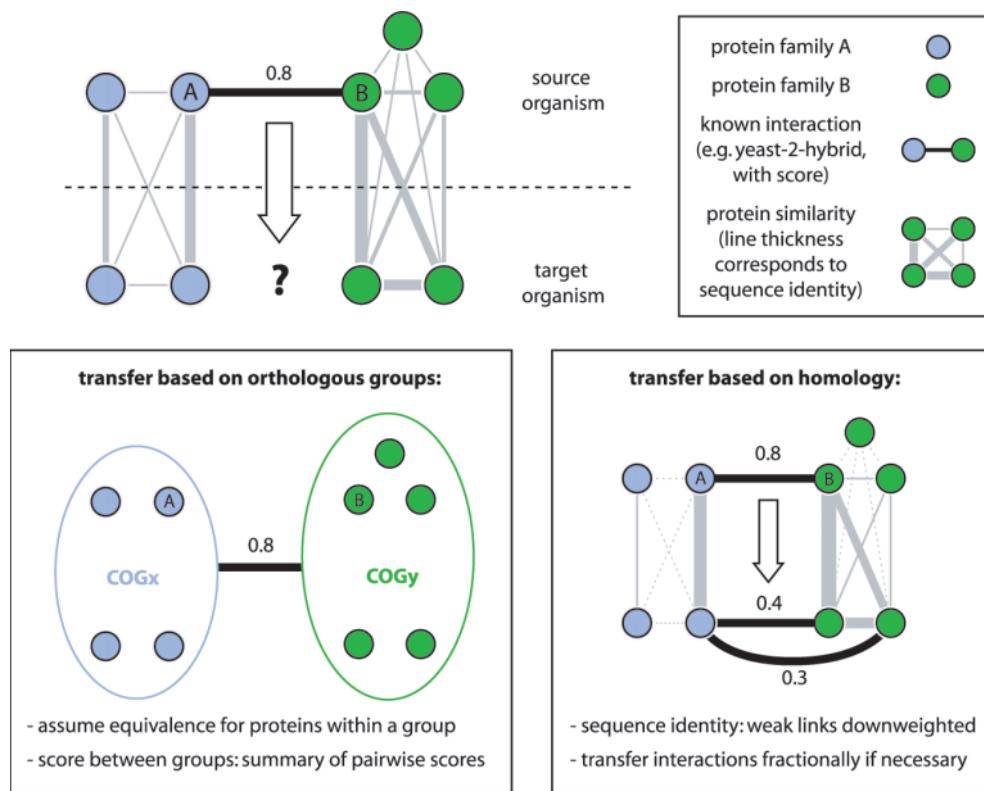 0.8
A
B
source
organism
?
target
organism
protein family A
protein family B
known interaction
(e.g. yeast-2-hybrid,
with score)
protein similarity
(line thickness
corresponds to
sequence identity)
transfer based on orthologous groups:
A
B
0.8
COGx
COGy
- assume equivalence for proteins within a group
- score between groups: summary of pairwise scores
transfer based on homology:
0.8
A
B
0.4
0.3
- sequence identity: weak links downweighted
- transfer interactions fractionally if necessary